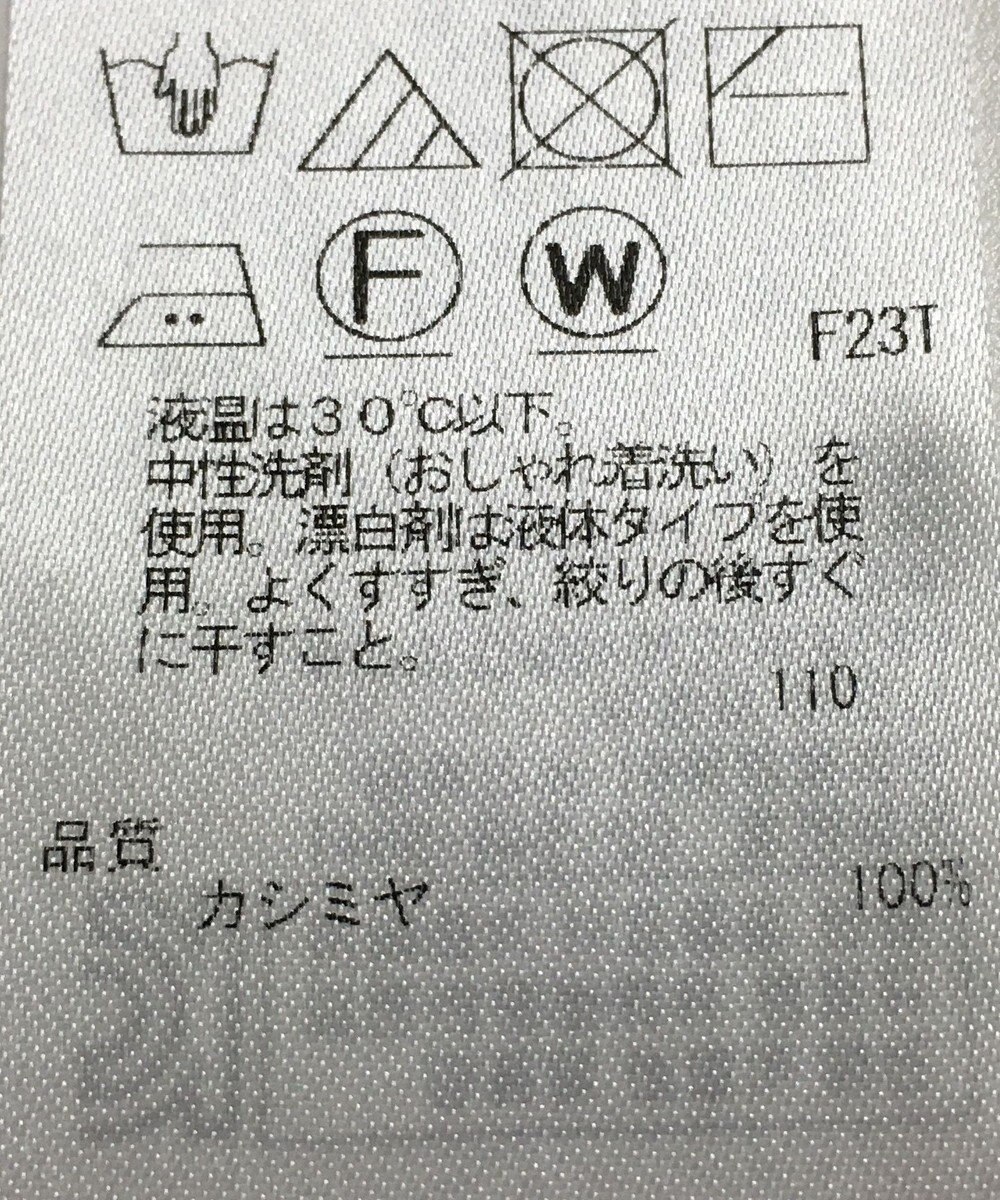 F
W
F23T
液温は30℃以下。
中性洗剤（おしゃれ着洗い）を
使用。漂白剤は液体タイプを使
用。よくすすぎ、絞りの後すぐ
に干すこと。
110
品質
カシミヤ 100%